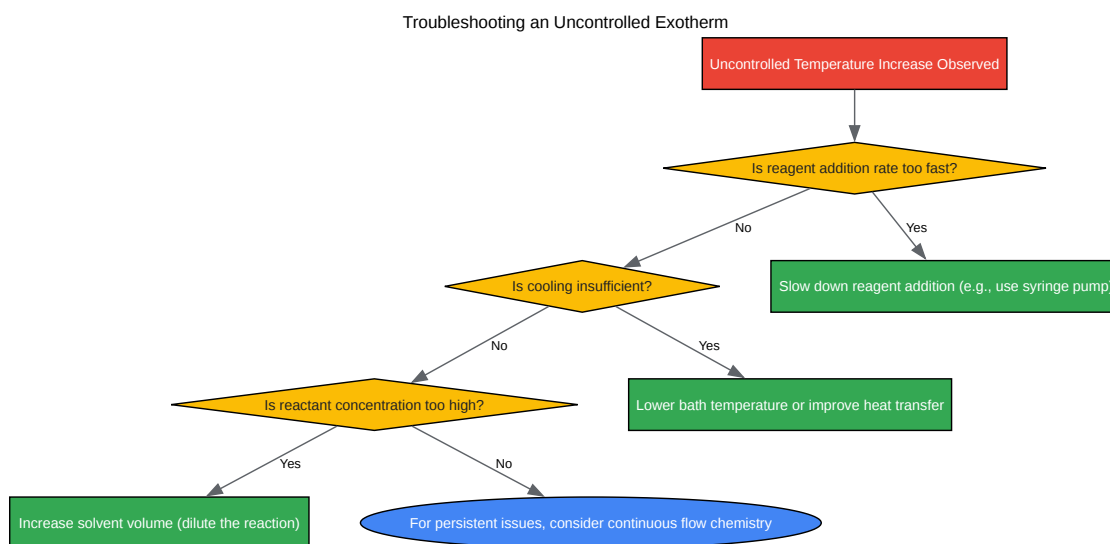 Troubleshooting an Uncontrolled Exotherm
Uncontrolled Temperature Increase Observed
Is reagent addition rate too fast?
No
Yes
Is cooling insufficient?
Slow down reagent addition (e.g., use syringe pump)
No
Yes
Is reactant concentration too high?
Lower bath temperature or improve heat transfer
Yes
No
Increase solvent volume (dilute the reaction)
For persistent issues, consider continuous flow chemistry